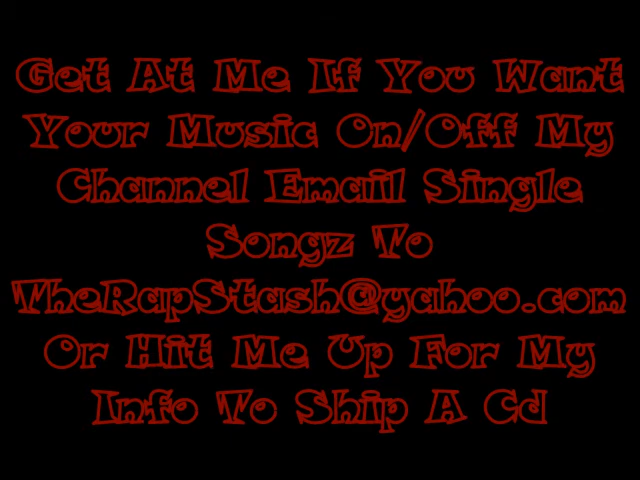 Get At Me If You Want
Your Music On/Off My
Channel Email Single
Songz To
TheRapStash@yahoo.com
Or Hit Me Up For My
Info To Ship A Cd